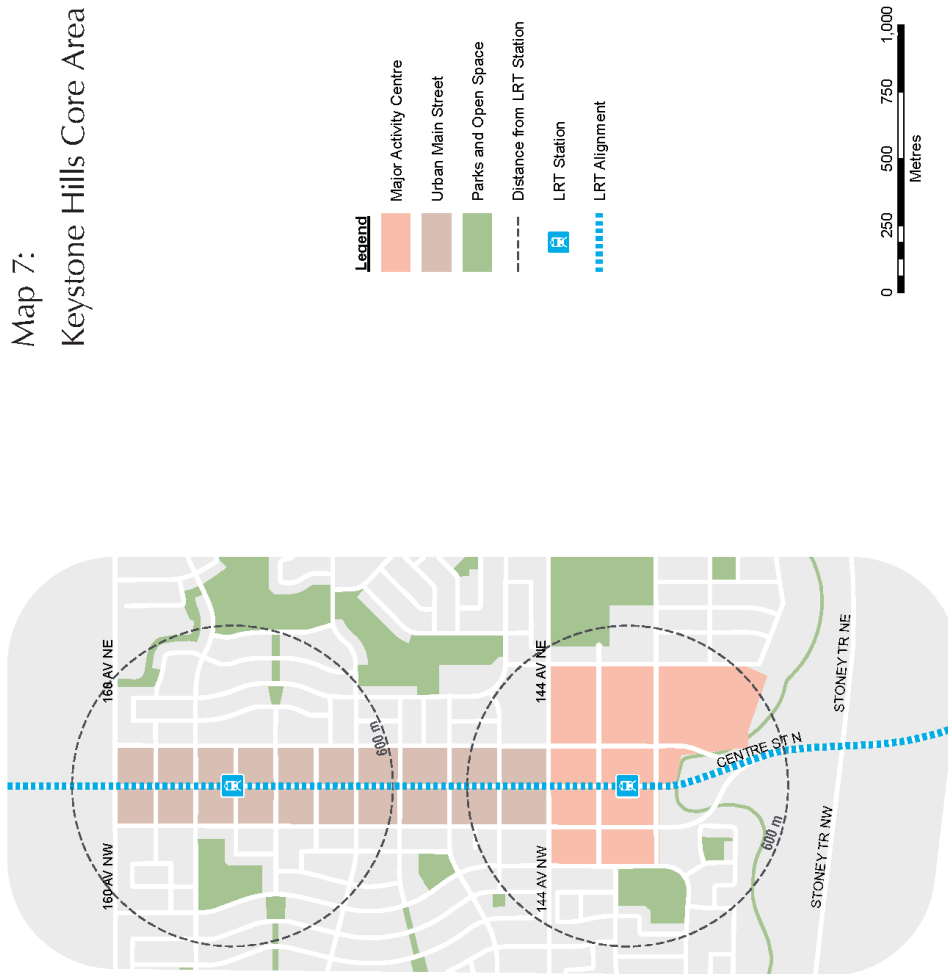 Map 7:
Keystone Hills Core Area
Legend
Major Activity Centre
Urban Main Street
Parks and Open Space
Distance from LRT Station
LRT Station
LRT Alignment
0 250 500 750 1,000
Metres
160 AV NW
160 AV NE
600 m
144 AV NW
144 AV NE
CENTRE ST N
600 m
STONEY TR NW
STONEY TR NE